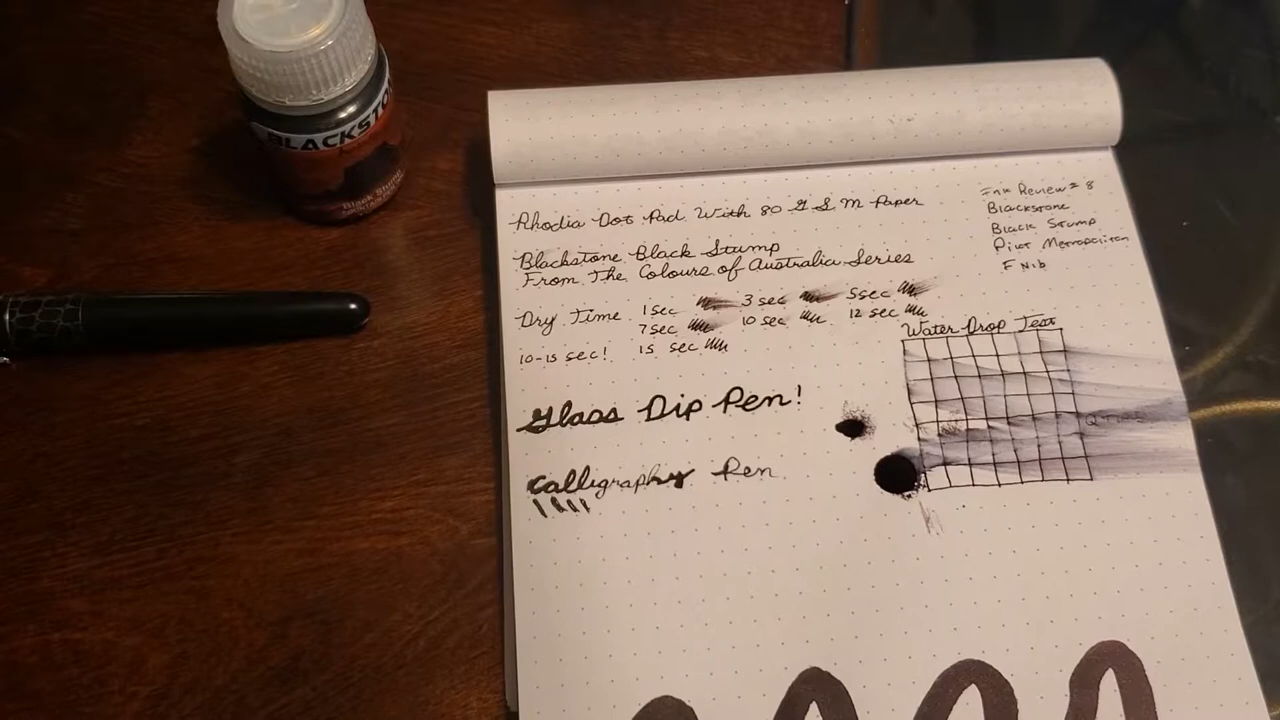 BLACKSTONE
Black Stump
Rhodia Dot Pad With 80 G S M Paper
Ink Review # 8
Blackstone
Black Stump
Pilot Metropolitan
F Nib
Blackstone Black Stump
From The Colours of Australia Series
Dry Time 1 sec 3 sec 5 sec
7 sec 10 sec 12 sec
10-15 sec! 15 sec
Water Drop Test
Glass Dip Pen!
Calligraphy Pen